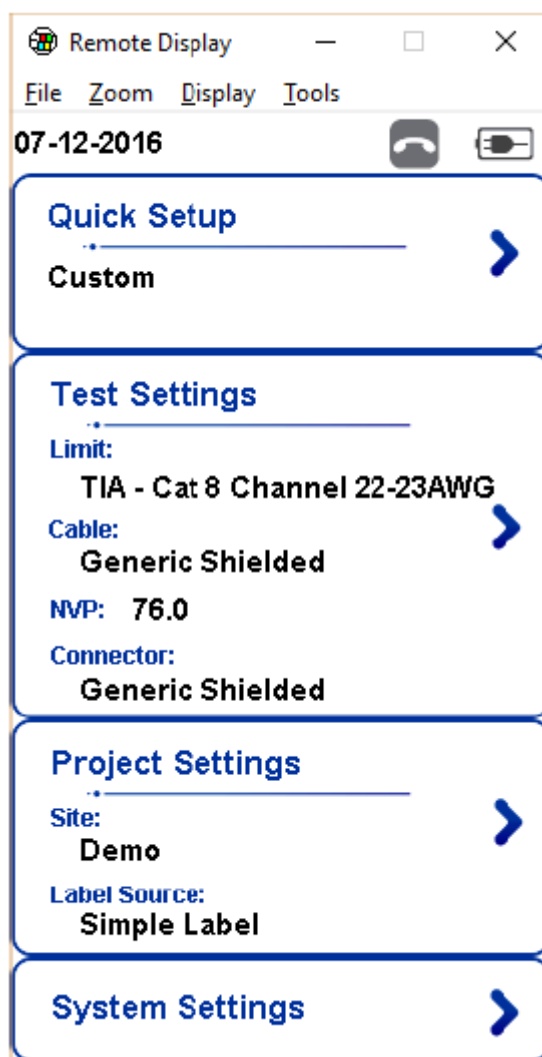 Remote Display
File Zoom Display Tools
07-12-2016
Quick Setup
Custom
Test Settings
Limit:
TIA - Cat 8 Channel 22-23AWG
Cable:
Generic Shielded
NVP: 76.0
Connector:
Generic Shielded
Project Settings
Site:
Demo
Label Source:
Simple Label
System Settings